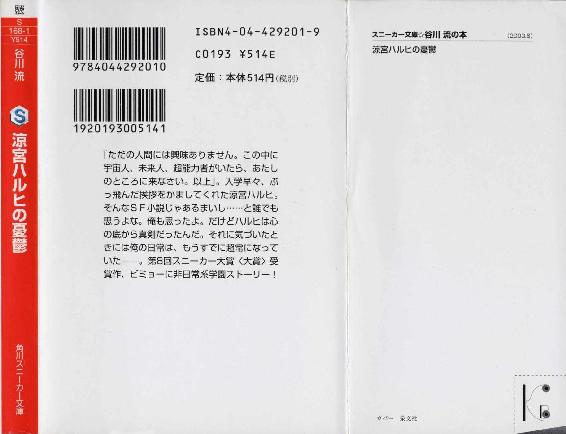 S
168-1
Y514
谷川 流
S
涼宮ハルヒの憂鬱
角川スニーカー文庫
ISBN4-04-429201-9
C0193 ¥514E
定価：本体514円(税別)
9784044292010
1920193005141
「ただの人間には興味ありません。この中に
宇宙人、未来人、超能力者がいたら、あたし
のところに来なさい。以上」。入学早々、ぶ
っ飛んだ挨拶をかましてくれた涼宮ハルヒ。
そんなSF小説じゃあるまいし……と誰でも
思うよな。俺も思ったよ。だけどハルヒは心
の底から真剣だったんだ。それに気づいたと
きには俺の日常は、もうすでに超常になって
いた――。第8回スニーカー大賞〈大賞〉受
賞作、ビミョーに非日常系学園ストーリー！
スニーカー文庫☆谷川 流の本
(2003.6)
涼宮ハルヒの憂鬱
カバー 暁文社